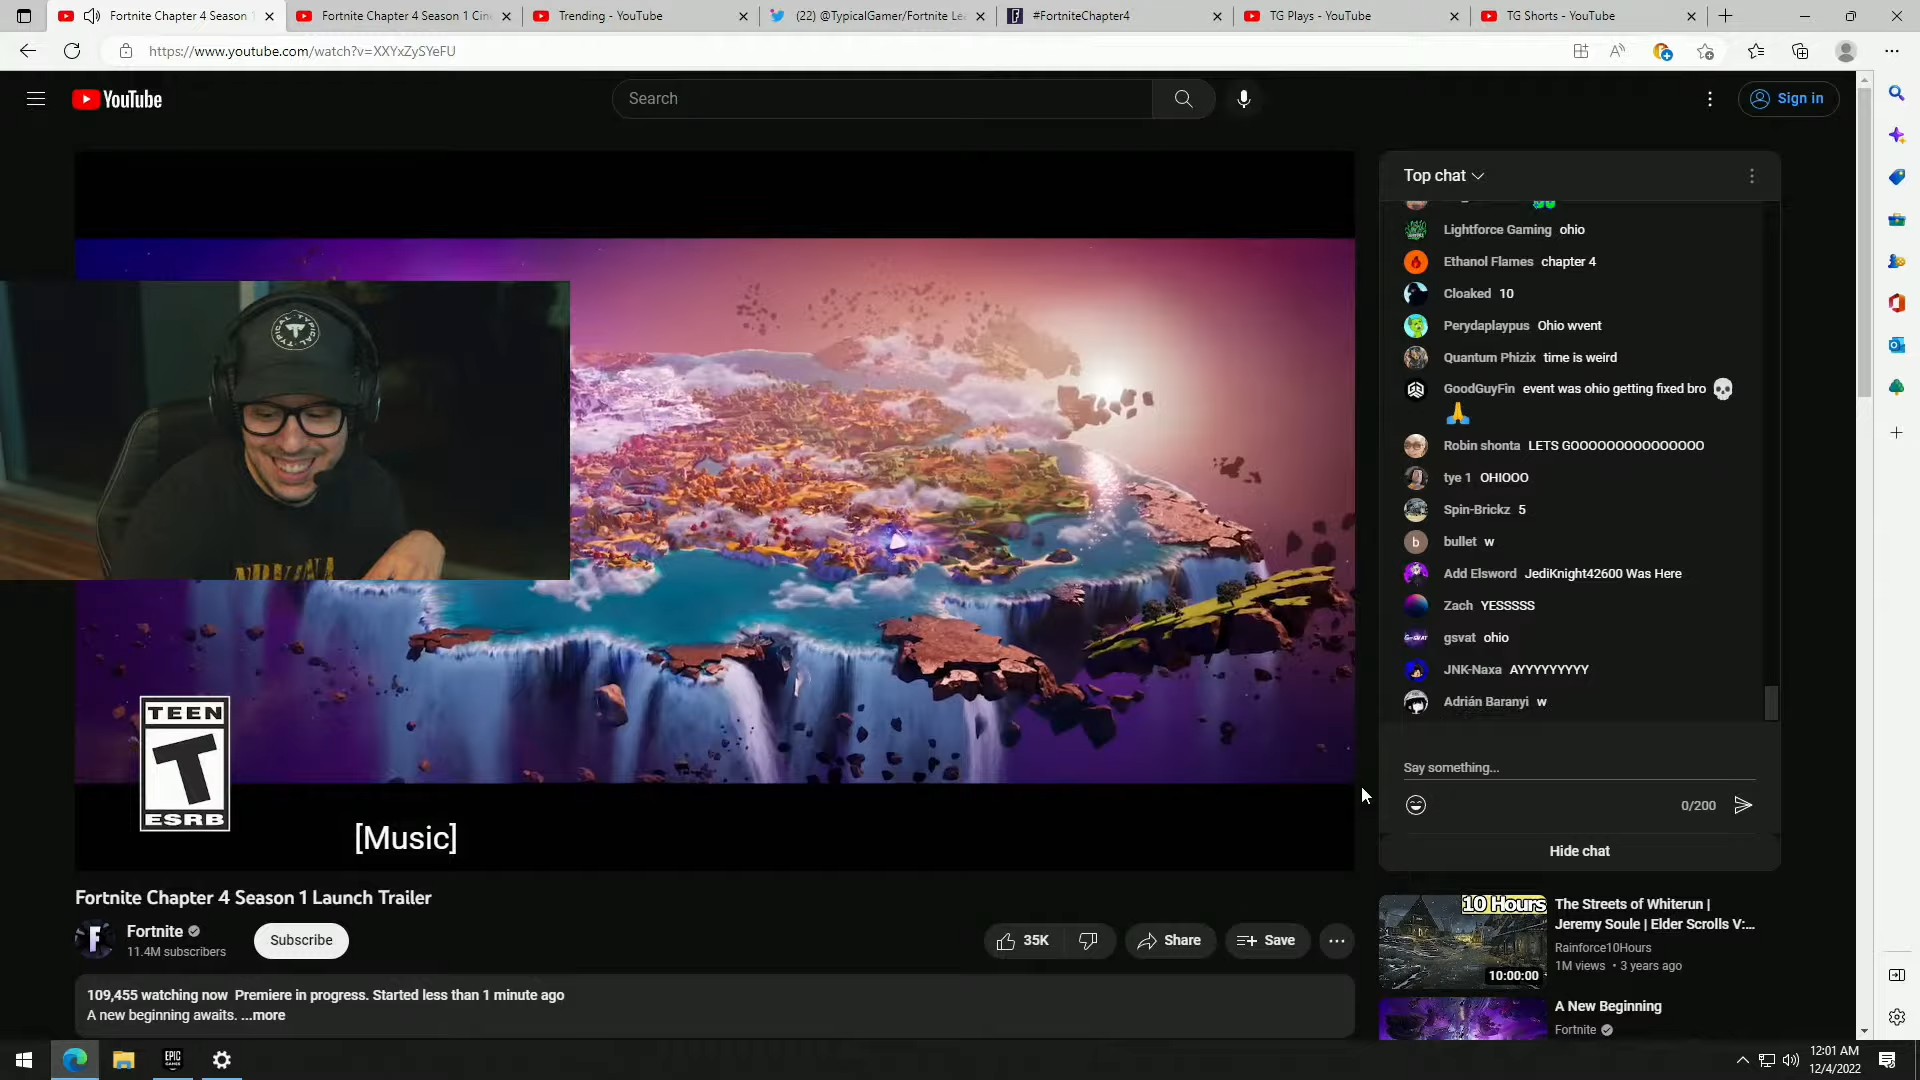 Fortnite Chapter 4 Season 1
Fortnite Chapter 4 Season 1 Cin
Trending - YouTube
(22) @TypicalGamer/Fortnite Le
#FortniteChapter4
TG Plays - YouTube
TG Shorts - YouTube
https://www.youtube.com/watch?v=XXYxZySYeFU
YouTube
Search
Sign in
Top chat
Lightforce Gaming ohio
Ethanol Flames chapter 4
Cloaked 10
Perydaplaypus Ohio wvent
Quantum Phizix time is weird
GoodGuyFin event was ohio getting fixed bro 💀
🙏
Robin shonta LETS GOOOOOOOOOOOOOOO
tye 1 OHIOOO
Spin-Brickz 5
bullet w
Add Elsword JediKnight42600 Was Here
Zach YESSSSS
gsvat ohio
JNK-Naxa AYYYYYYYYY
Adrián Baranyi w
Say something...
0/200
Hide chat
TYPICAL
T
TYPICAL
TEEN
T
ESRB
[Music]
Fortnite Chapter 4 Season 1 Launch Trailer
Fortnite
11.4M subscribers
Subscribe
35K
Share
Save
109,455 watching now Premiere in progress. Started less than 1 minute ago
A new beginning awaits. ...more
10 Hours
10:00:00
The Streets of Whiterun |
Jeremy Soule | Elder Scrolls V:...
Rainforce10Hours
1M views • 3 years ago
A New Beginning
Fortnite
EPIC
GAMES
12:01 AM
12/4/2022